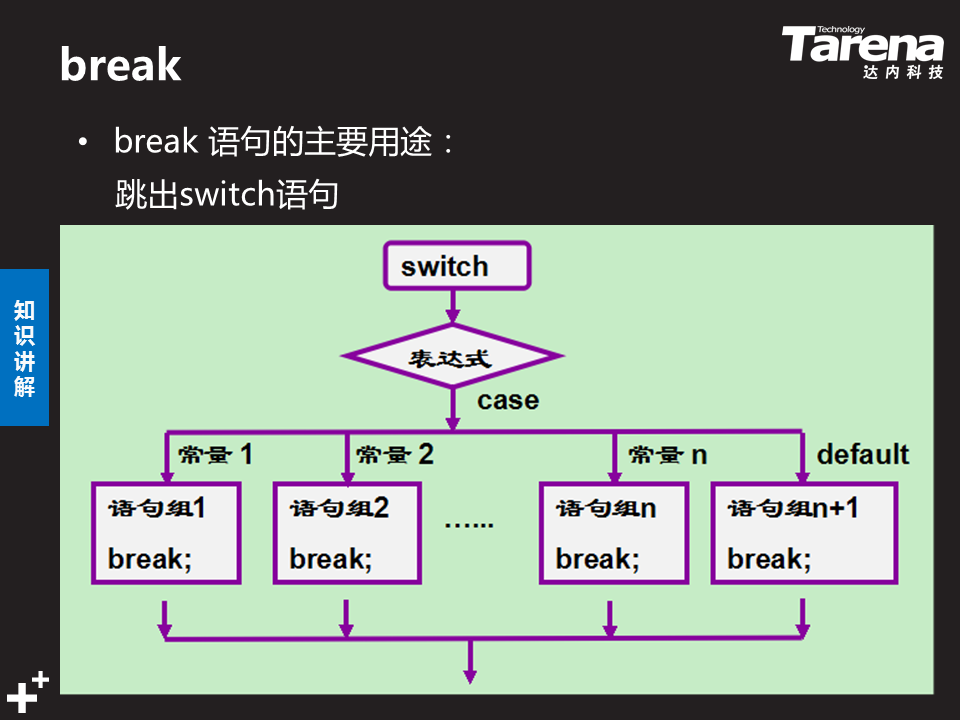 break
Technology
Tarena
达内科技
break 语句的主要用途：
跳出switch语句
知识讲解
switch
表达式
case
常量 1
常量 2
常量 n
default
语句组1
break;
语句组2
break;
…...
语句组n
break;
语句组n+1
break;